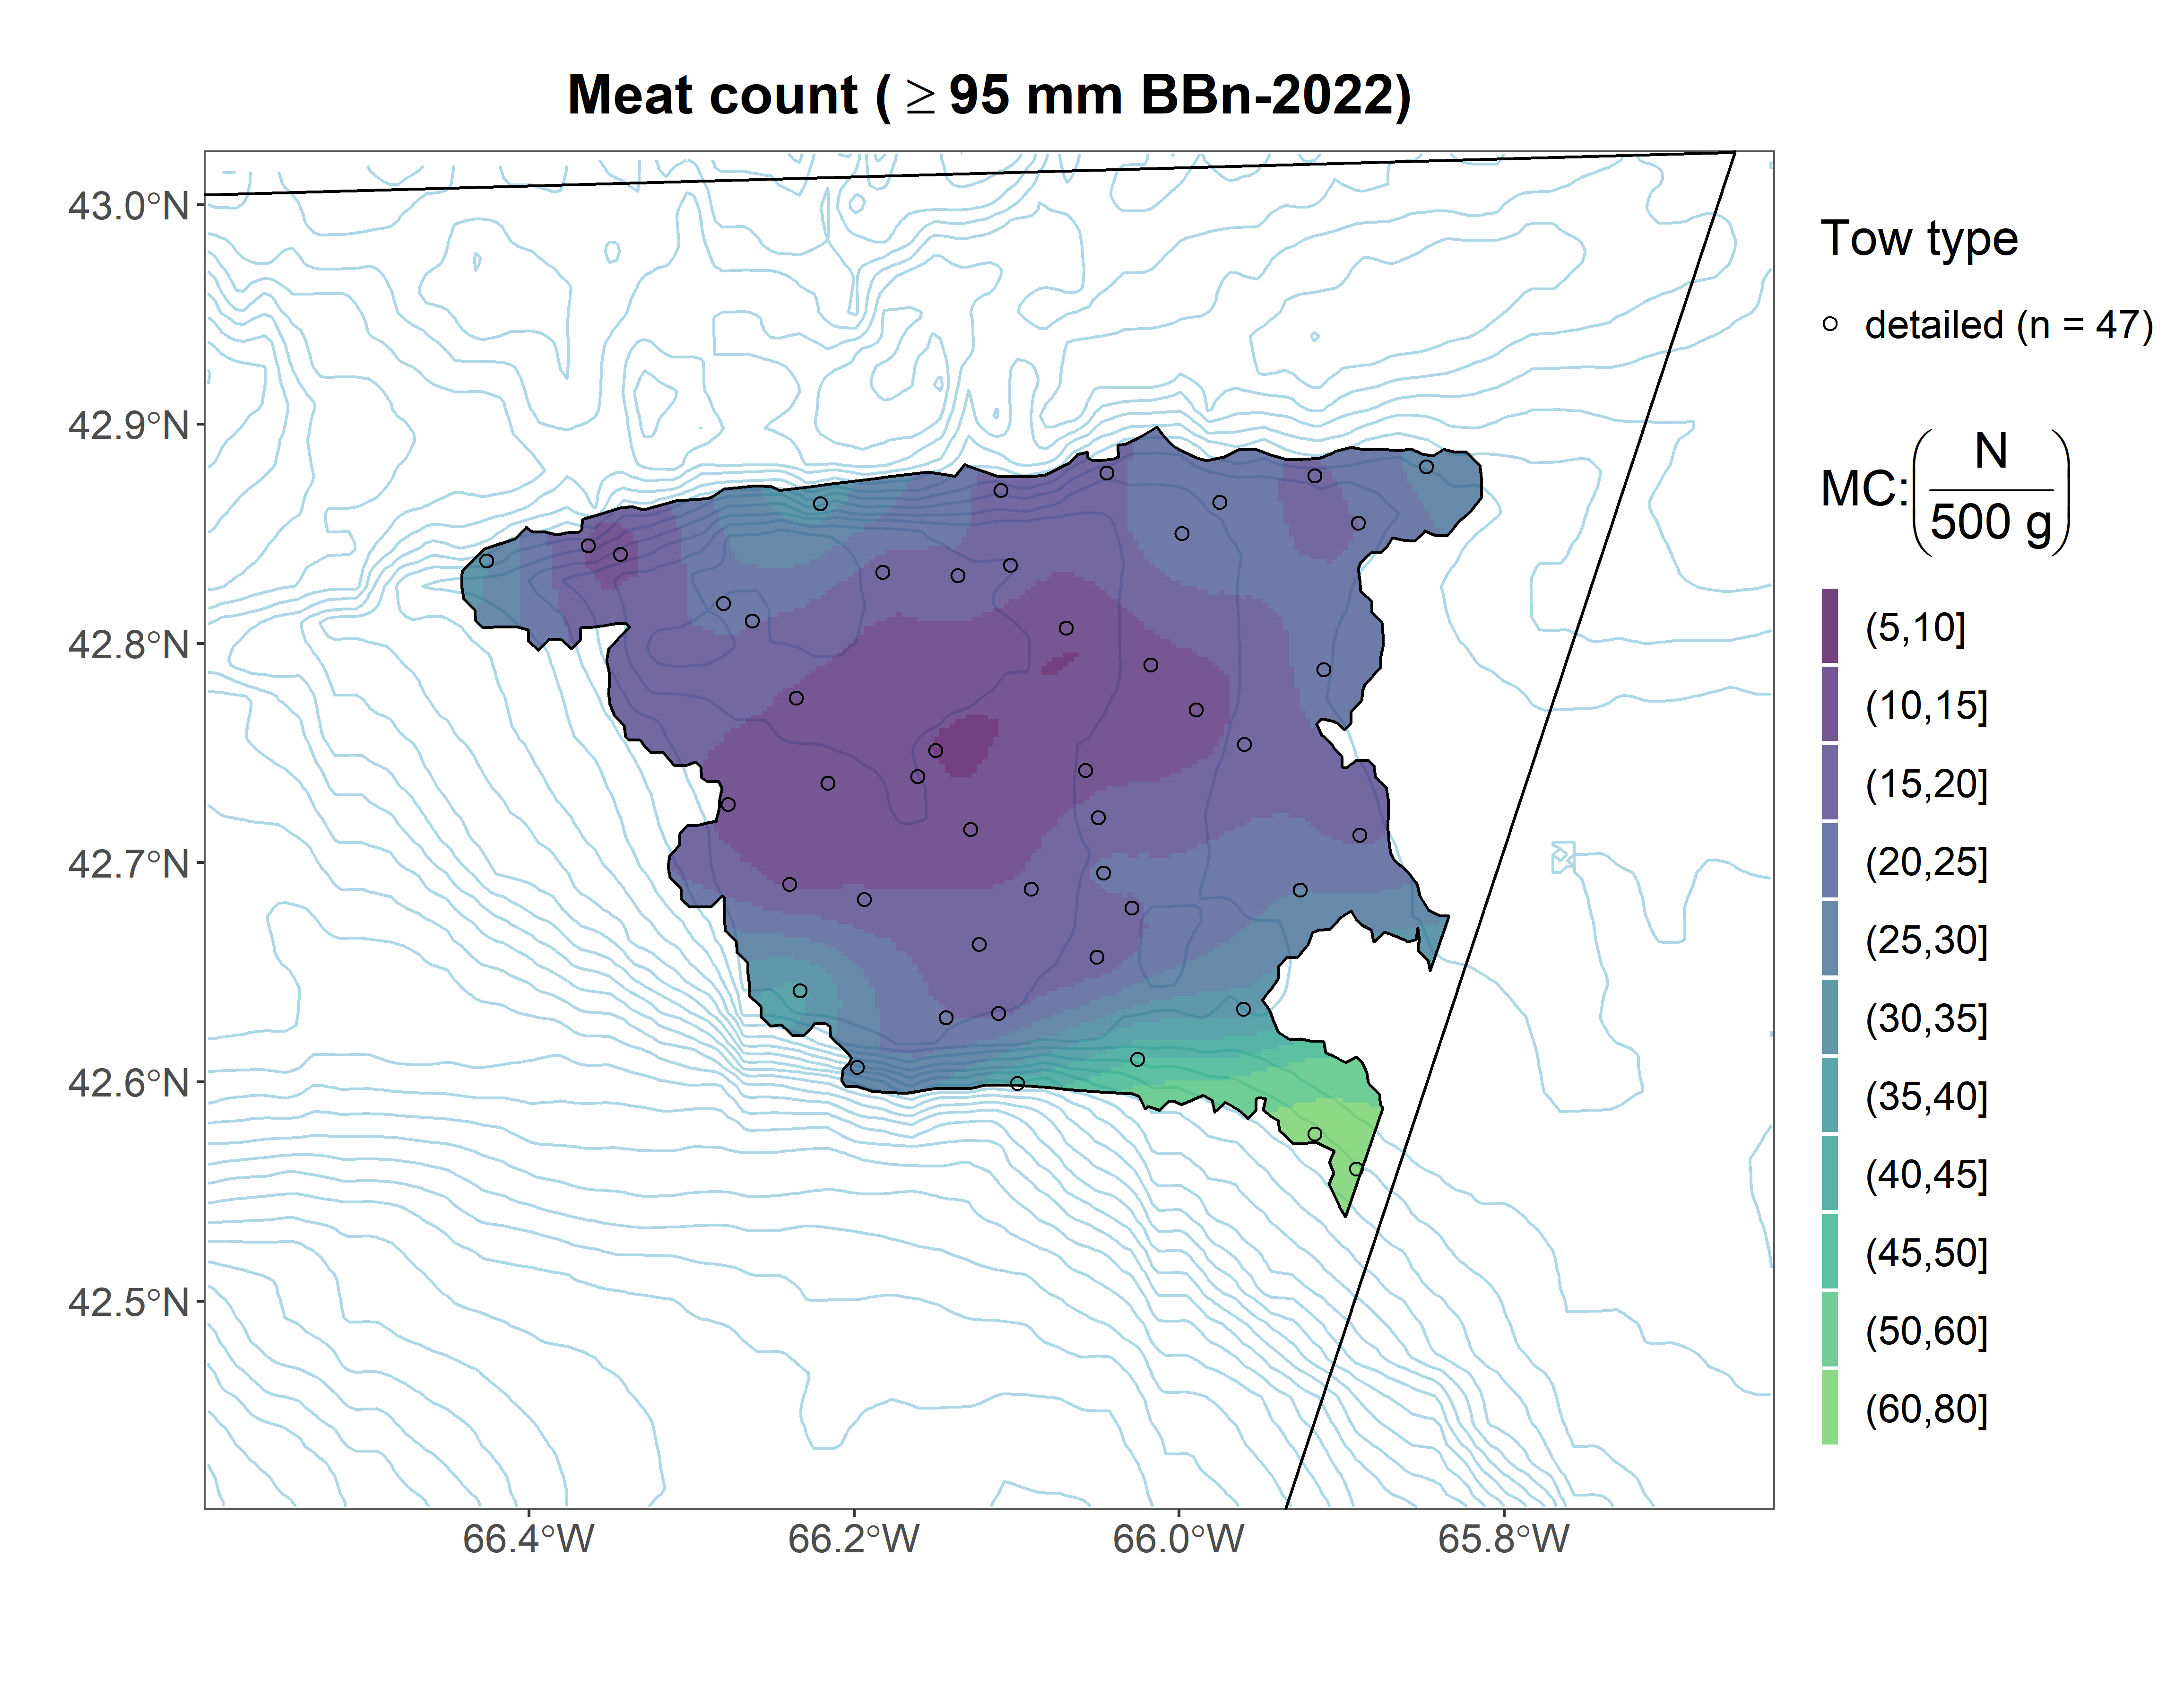 Meat count ( ≥ 95 mm BBn-2022)
43.0°N
42.9°N
42.8°N
42.7°N
42.6°N
42.5°N
66.4°W
66.2°W
66.0°W
65.8°W
Tow type
detailed (n = 47)
MC:(N
500 g)
(5,10]
(10,15]
(15,20]
(20,25]
(25,30]
(30,35]
(35,40]
(40,45]
(45,50]
(50,60]
(60,80]